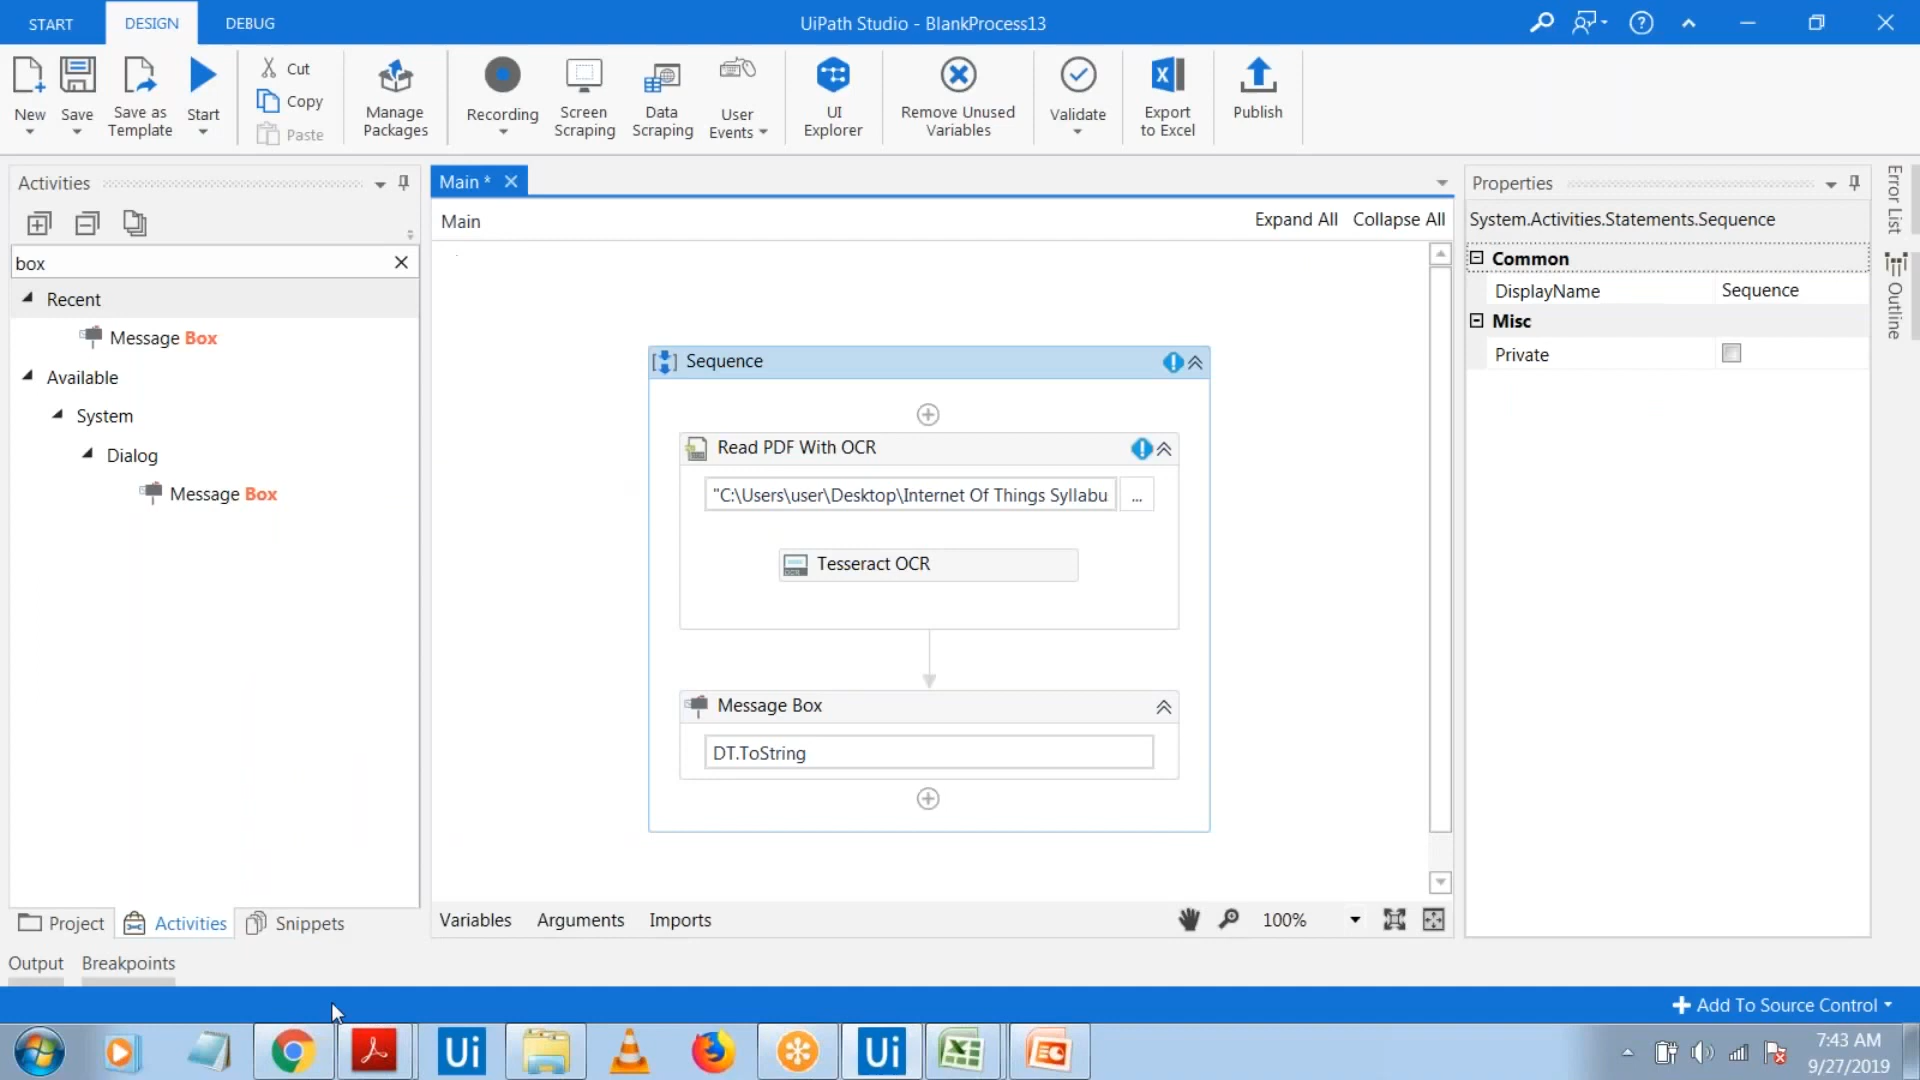 START
DESIGN
DEBUG
UiPath Studio - BlankProcess13
New
Save
Save as
Template
Start
Cut
Copy
Paste
Manage
Packages
Recording
Screen
Scraping
Data
Scraping
User
Events
UI
Explorer
Remove Unused
Variables
Validate
Export
to Excel
Publish
Activities
box
Recent
Message Box
Available
System
Dialog
Message Box
Main *
Main
Expand All
Collapse All
Sequence
Read PDF With OCR
"C:\Users\user\Desktop\Internet Of Things Syllabu
...
Tesseract OCR
Message Box
DT.ToString
Properties
System.Activities.Statements.Sequence
Common
DisplayName
Sequence
Misc
Private
Error List
Outline
Project
Activities
Snippets
Variables
Arguments
Imports
100%
Output
Breakpoints
Add To Source Control
Ui
Ui
7:43 AM
9/27/2019